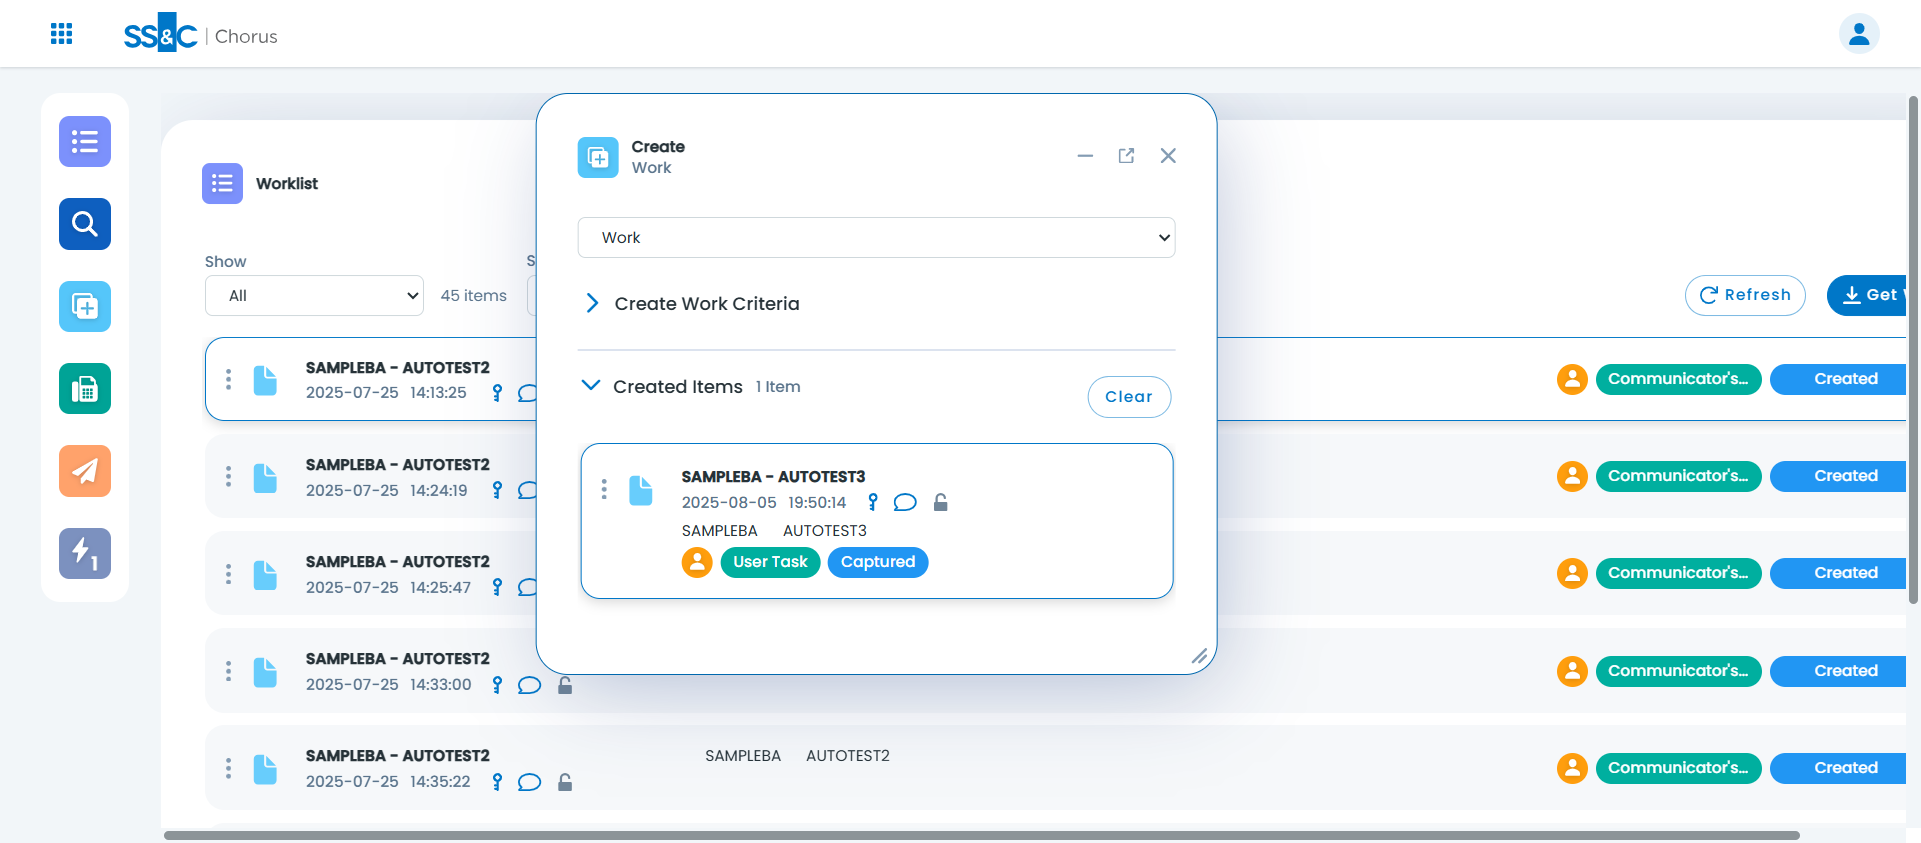 SS&C | Chorus
Worklist
Show
All
45 items
S
Refresh
Get
SAMPLEBA - AUTOTEST2
2025-07-25 14:13:25
Communicator's...
Created
SAMPLEBA - AUTOTEST2
2025-07-25 14:24:19
Communicator's...
Created
SAMPLEBA - AUTOTEST2
2025-07-25 14:25:47
Communicator's...
Created
SAMPLEBA - AUTOTEST2
2025-07-25 14:33:00
Communicator's...
Created
SAMPLEBA - AUTOTEST2
2025-07-25 14:35:22
SAMPLEBA AUTOTEST2
Communicator's...
Created
1
Create
Work
Work
Create Work Criteria
Created Items 1 Item
Clear
SAMPLEBA - AUTOTEST3
2025-08-05 19:50:14
SAMPLEBA AUTOTEST3
User Task
Captured